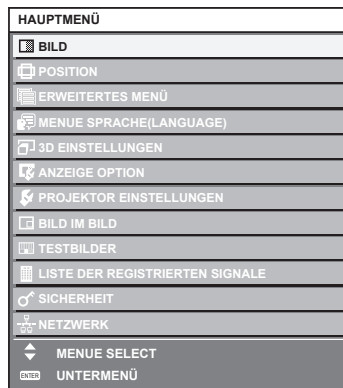 HAUPTMENÜ
BILD
POSITION
ERWEITERTES MENÜ
MENUE SPRACHE(LANGUAGE)
3D EINSTELLUNGEN
ANZEIGE OPTION
PROJEKTOR EINSTELLUNGEN
BILD IM BILD
TESTBILDER
LISTE DER REGISTRIERTEN SIGNALE
SICHERHEIT
NETZWERK
MENUE SELECT
ENTER UNTERMENÜ